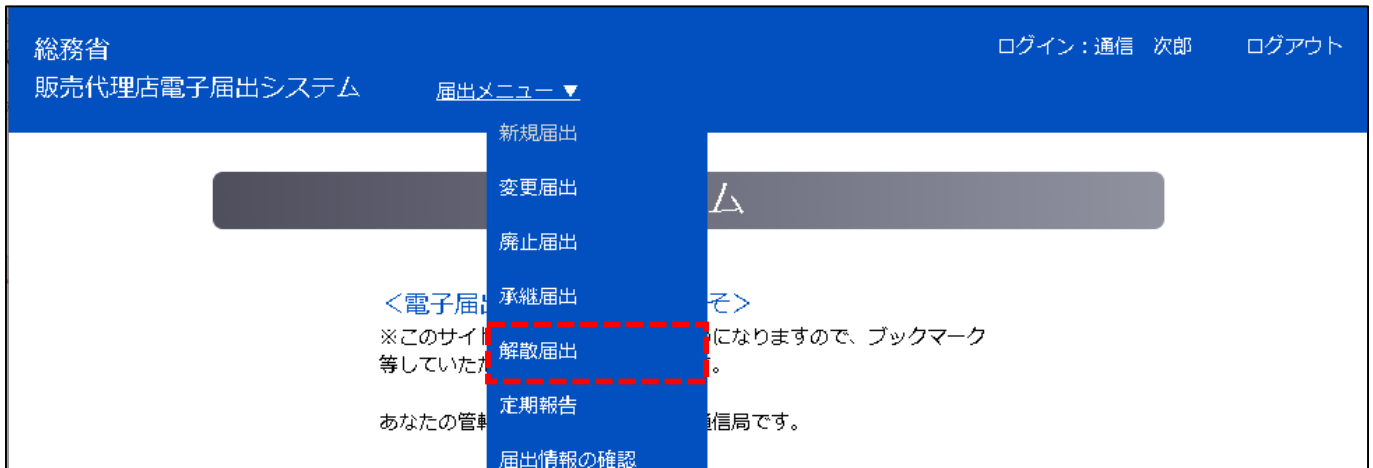 総務省
販売代理店電子届出システム
届出メニュー ▼
ログイン：通信 次郎
ログアウト
新規届出
変更届出
廃止届出
承継届出
解散届出
定期報告
届出情報の確認
ム
＜電子届 そ＞
※このサイト になりますので、ブックマーク
等していた 。
あなたの管轄 通信局です。